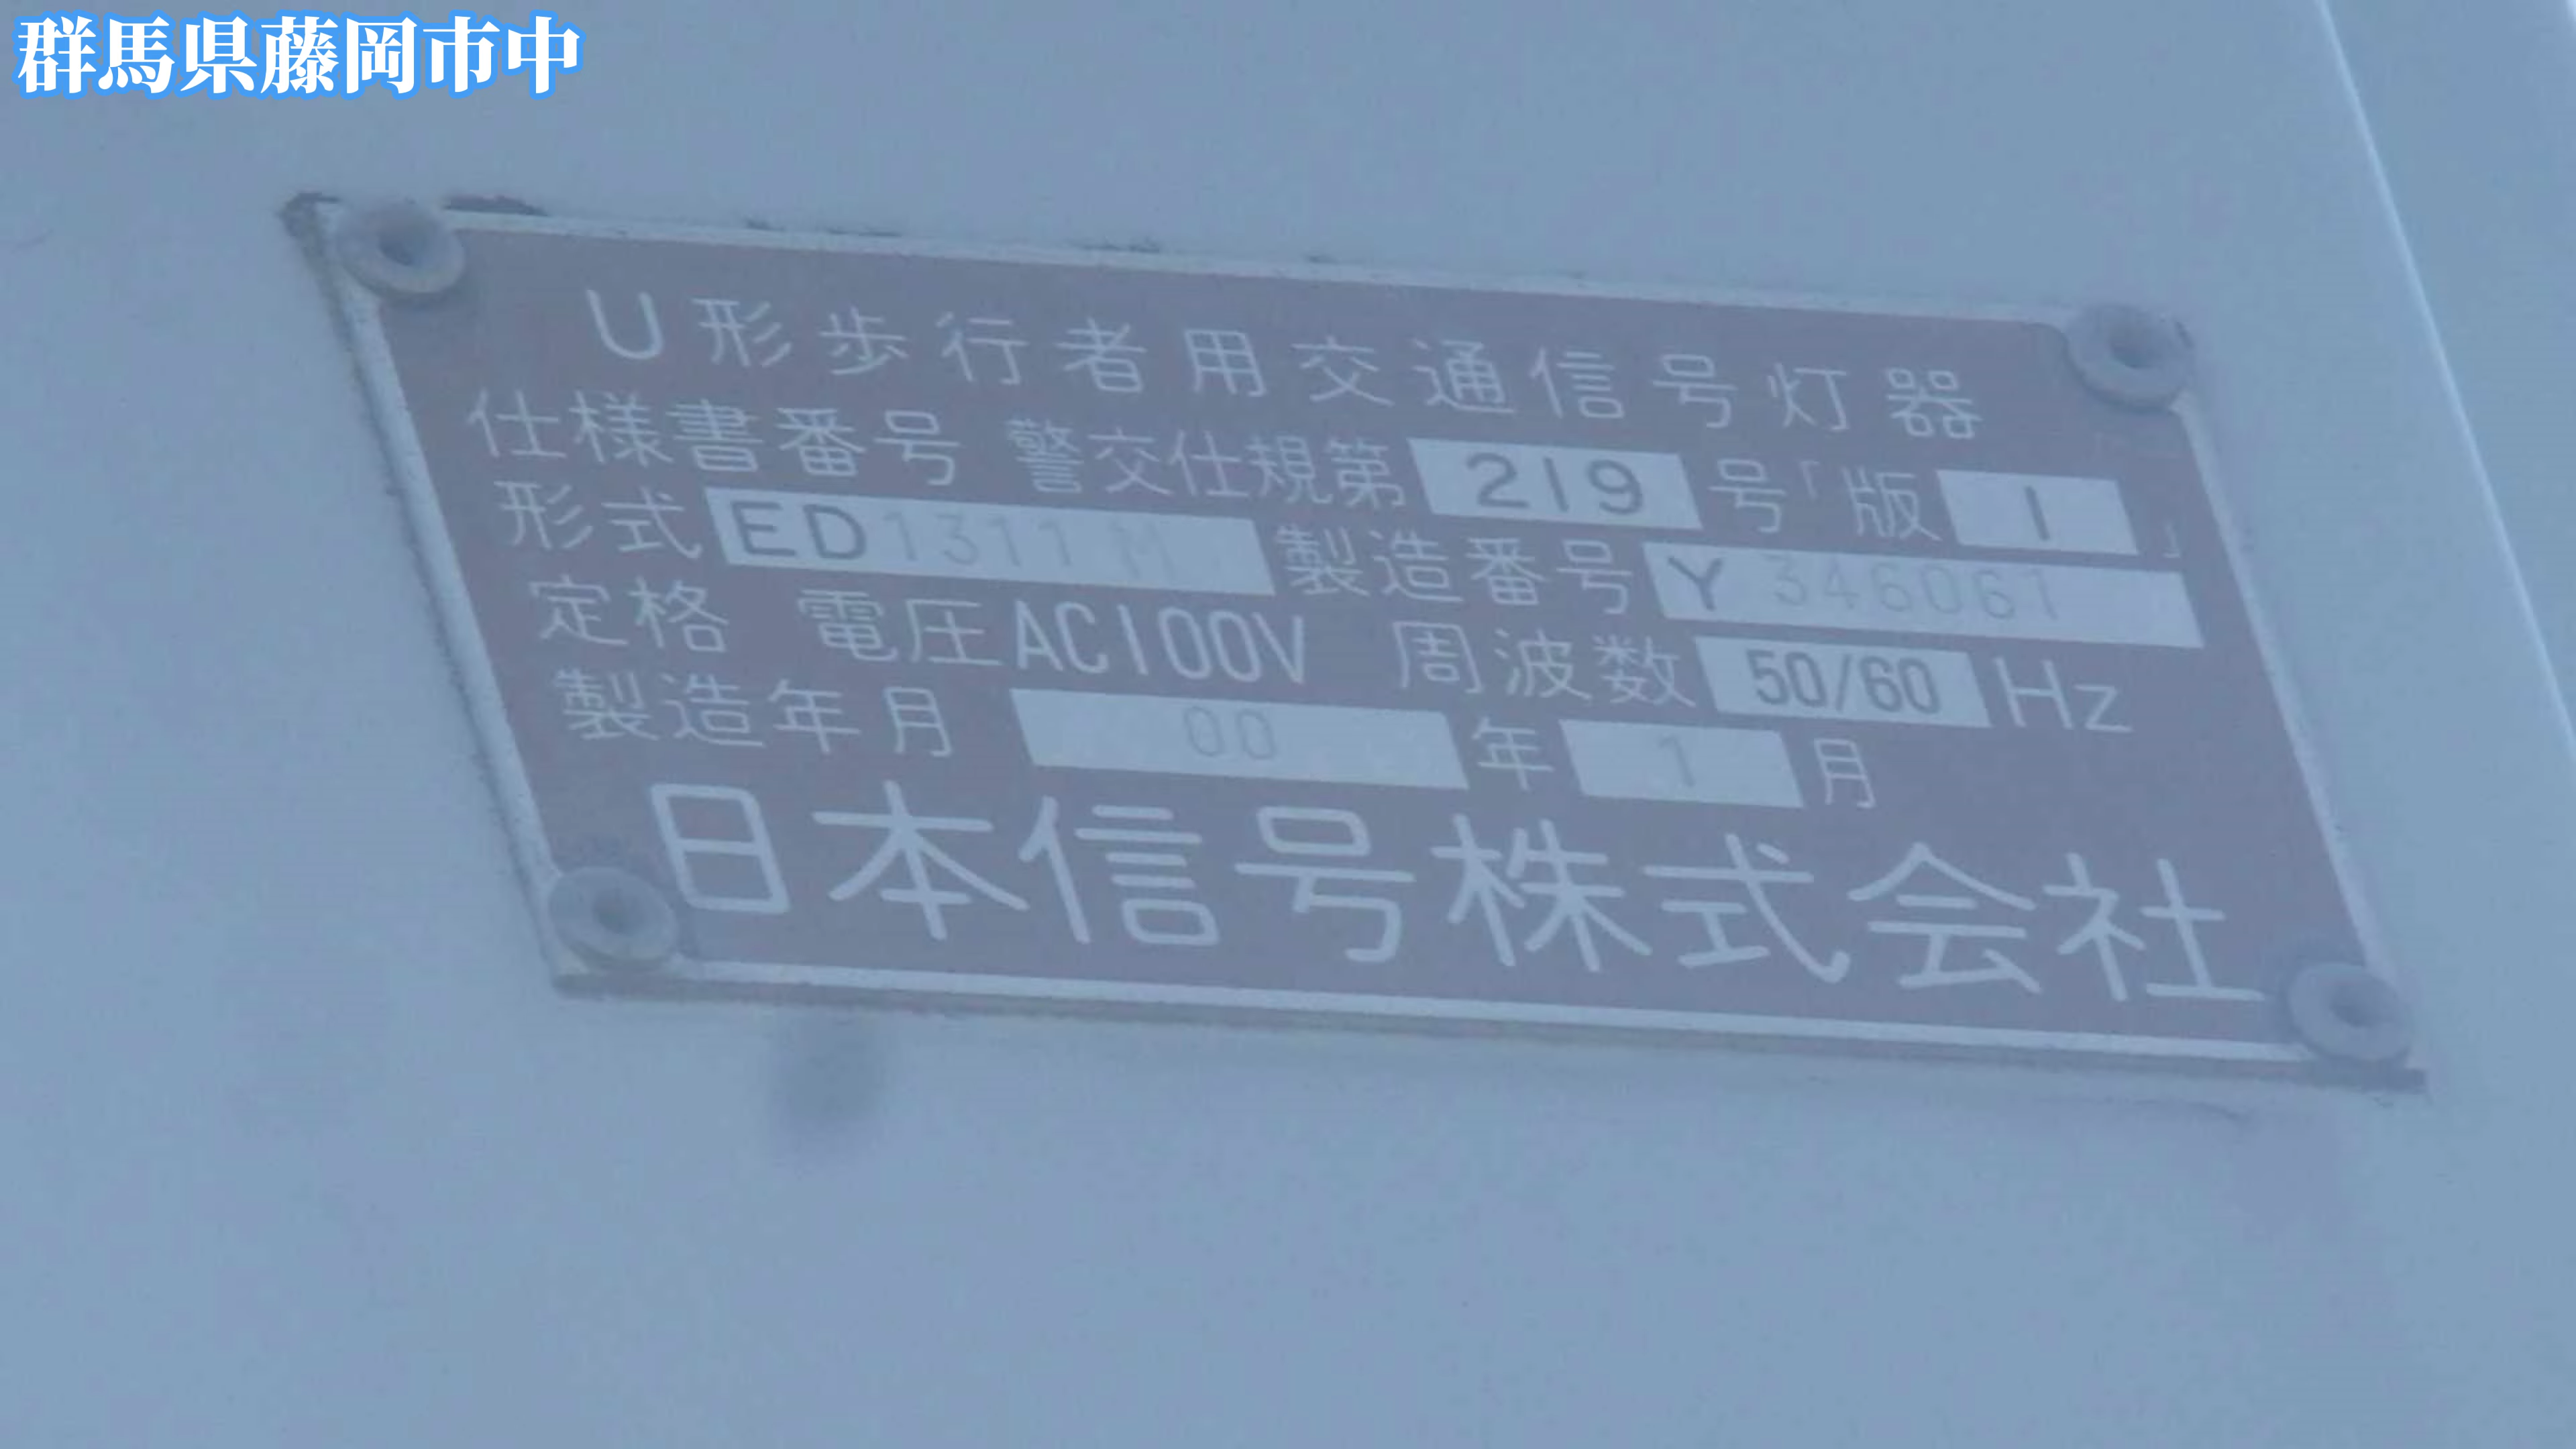 群馬県藤岡市中
U形歩行者用交通信号灯器
仕様書番号 警交仕規第 219 号「版 1 」
形式 ED1311M 製造番号 Y 346061
定格 電圧AC100V 周波数 50/60 Hz
製造年月 00 年 1 月
日本信号株式会社